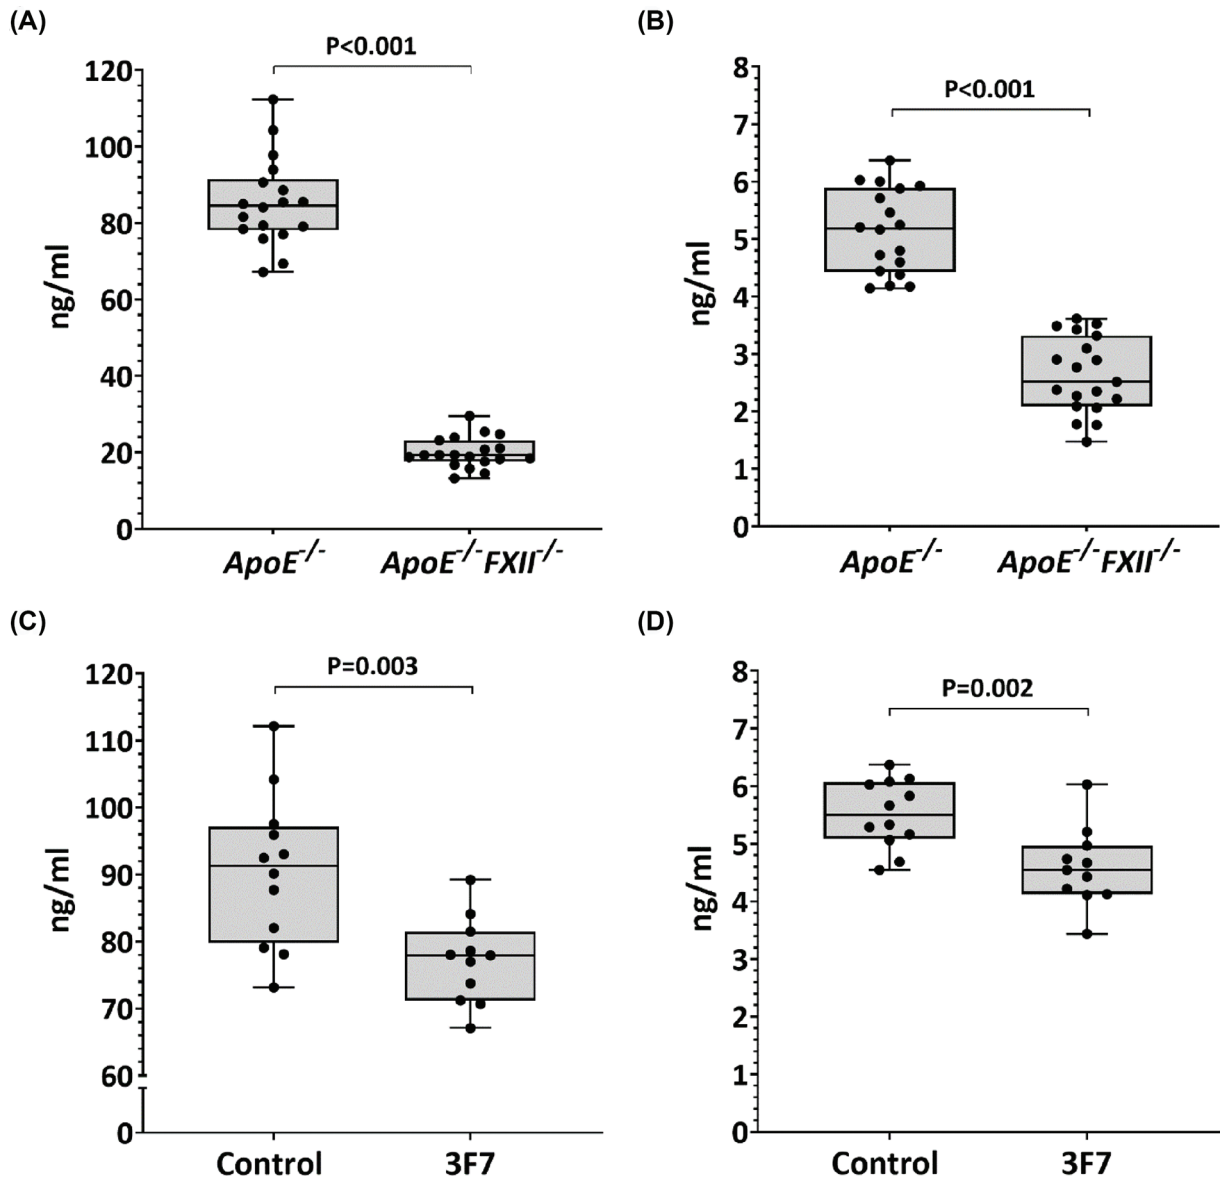 (A)
P<0.001
120
100
80
60
40
20
0
ng/ml
ApoE-/-
ApoE-/-FXII-/-
(B)
P<0.001
8
7
6
5
4
3
2
1
0
ng/ml
ApoE-/-
ApoE-/-FXII-/-
(C)
P=0.003
120
110
100
90
80
70
60
0
ng/ml
Control
3F7
(D)
P=0.002
8
7
6
5
4
3
2
1
0
ng/ml
Control
3F7